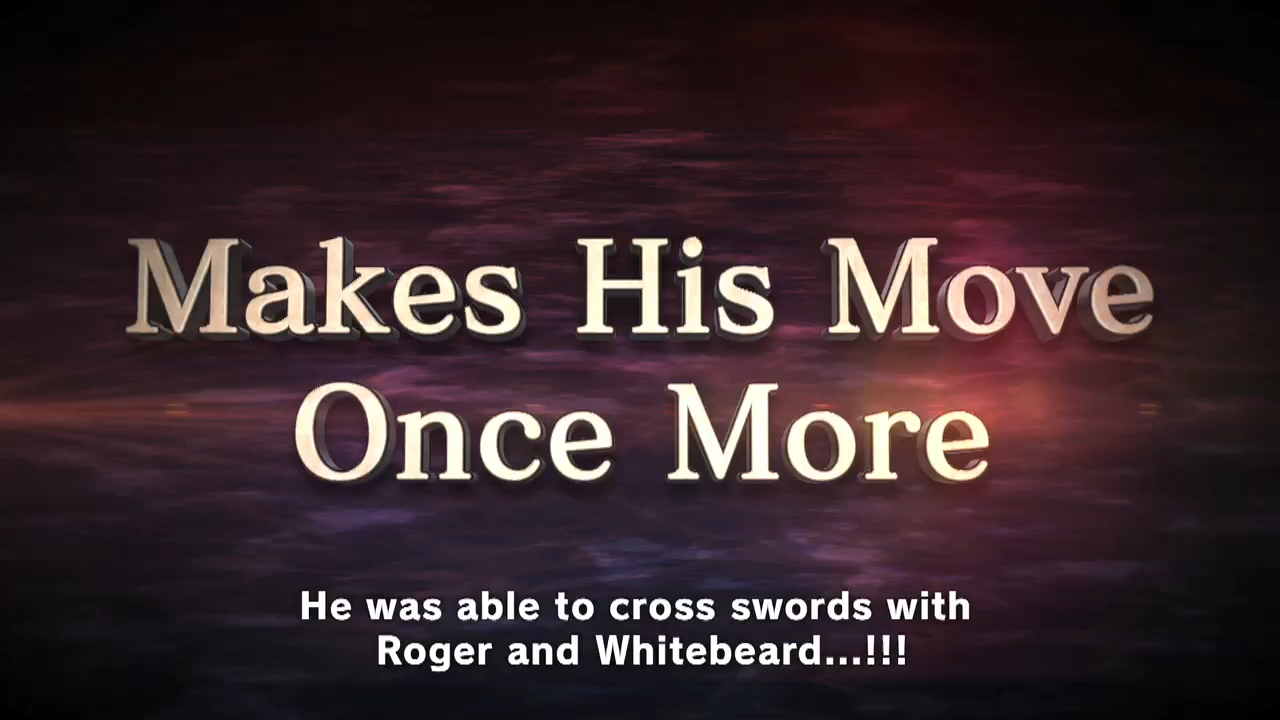 Makes His Move
Once More
He was able to cross swords with
Roger and Whitebeard...!!!